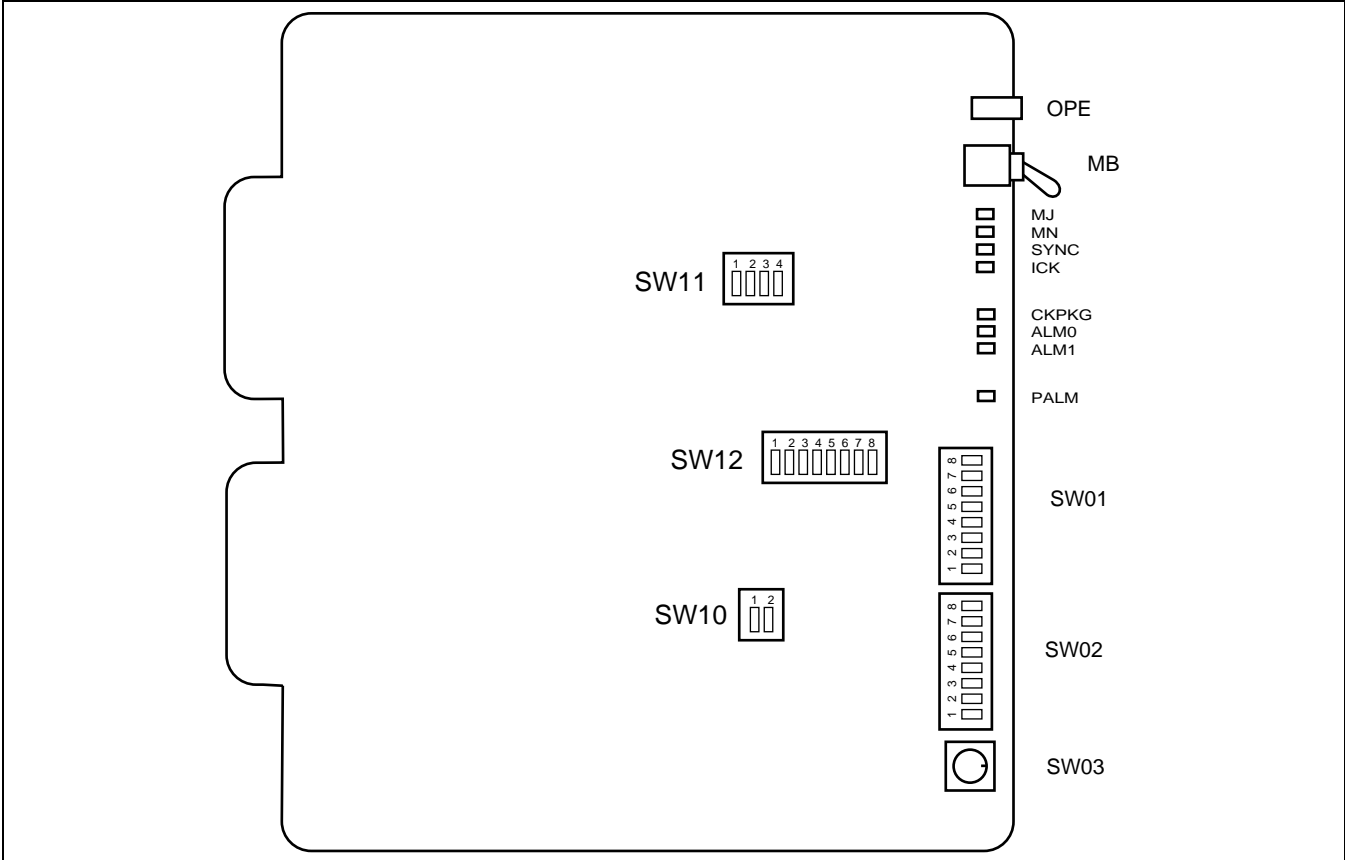 OPE
MB
MJ
MN
SYNC
ICK
1 2 3 4
SW11
CKPKG
ALM0
ALM1
PALM
1 2 3 4 5 6 7 8
SW12
1 2 3 4 5 6 7 8
SW01
1 2
SW10
1 2 3 4 5 6 7 8
SW02
SW03